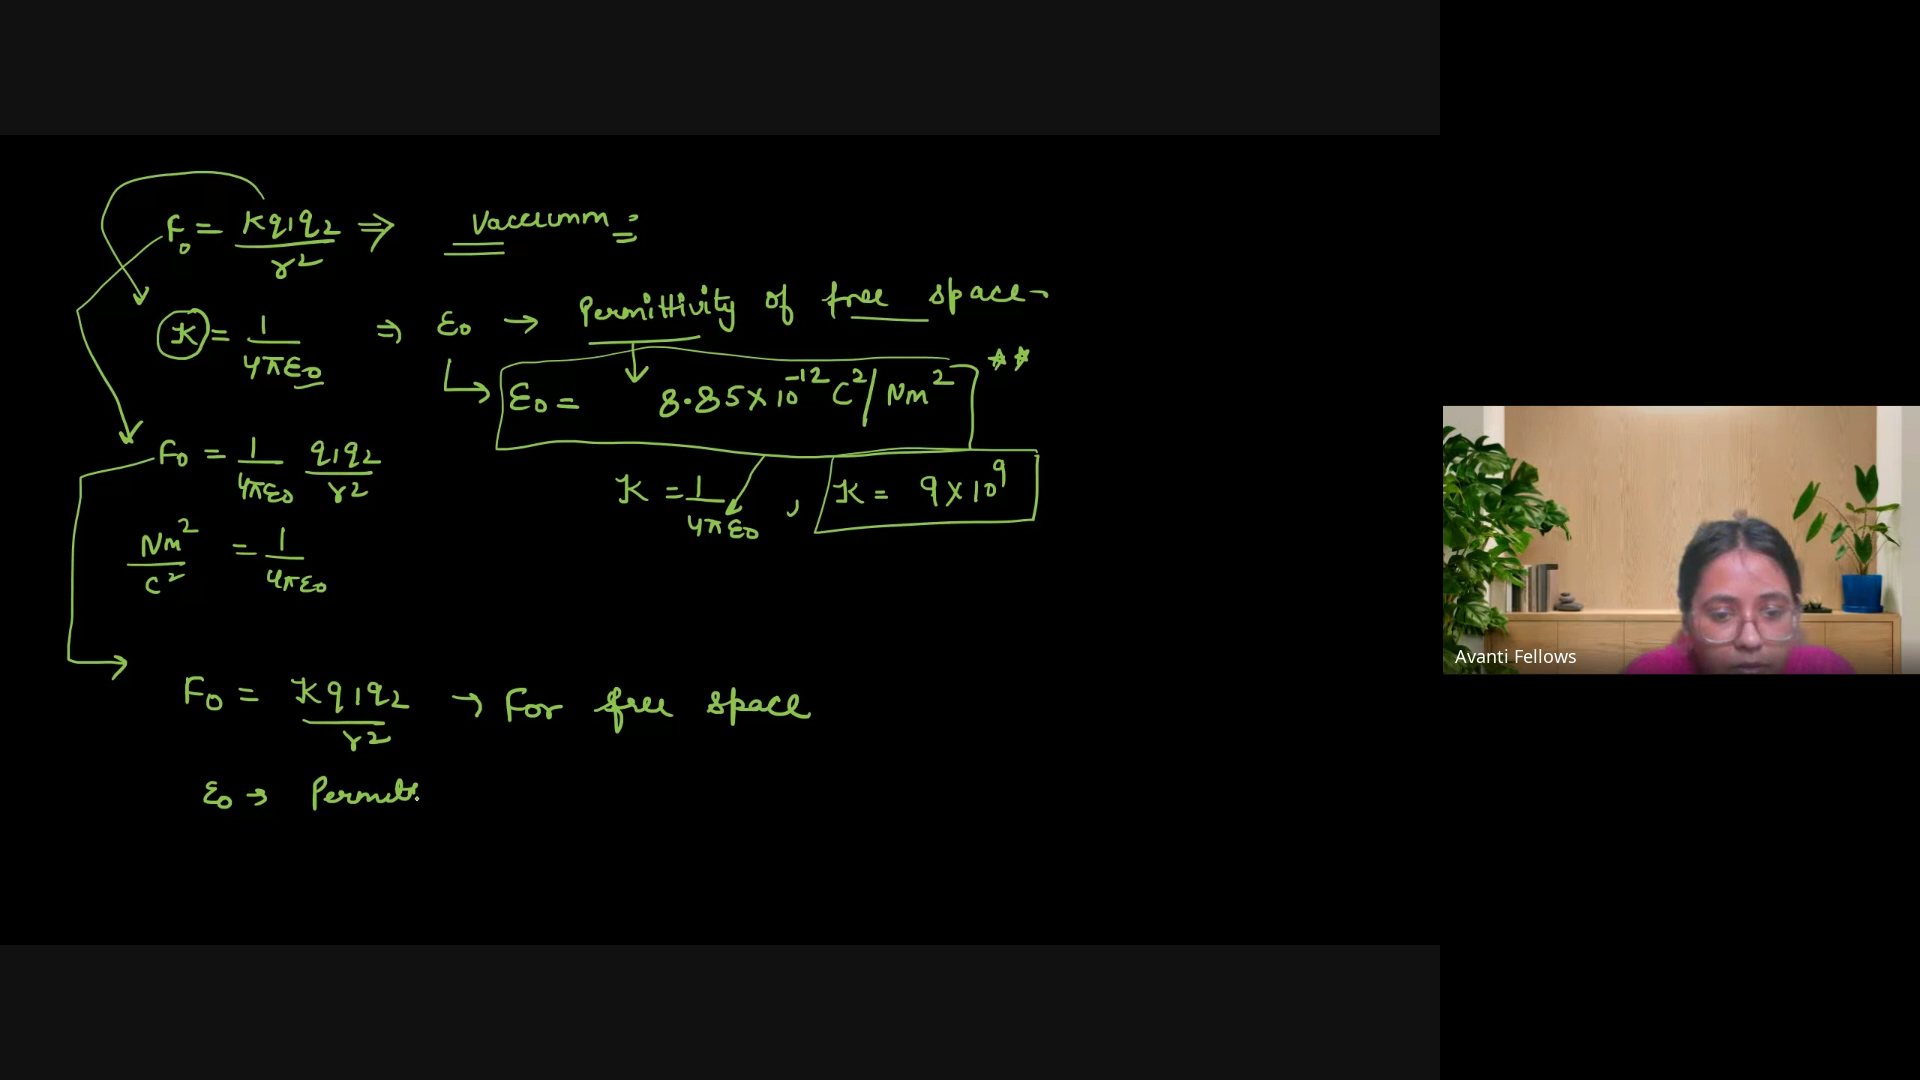 F₀ = Kq₁q₂/r² ⇒ Vaccumm =
K = 1/4πε₀ ⇒ ε₀ → Permittivity of free space
ε₀ = 8.85 × 10⁻¹² C²/Nm² **
F₀ = 1/4πε₀ q₁q₂/r²
K = 1/4πε₀ , K = 9 × 10⁹
Nm²/C² = 1/4πε₀
F₀ = Kq₁q₂/r² → For free space
ε₀ → Permitt
Avanti Fellows